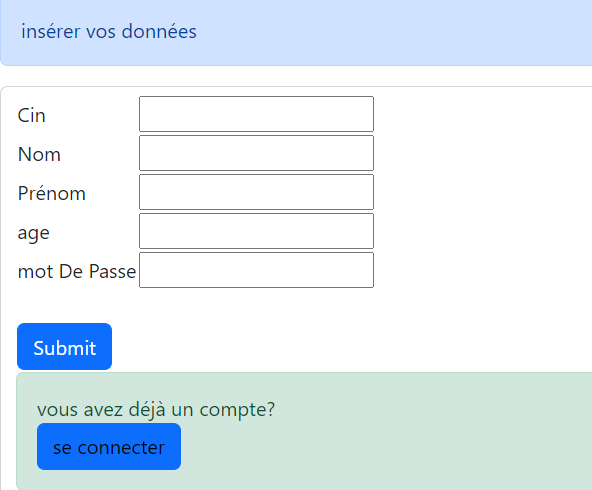 insérer vos données
Cin
Nom
Prénom
age
mot De Passe
Submit
vous avez déjà un compte?
se connecter